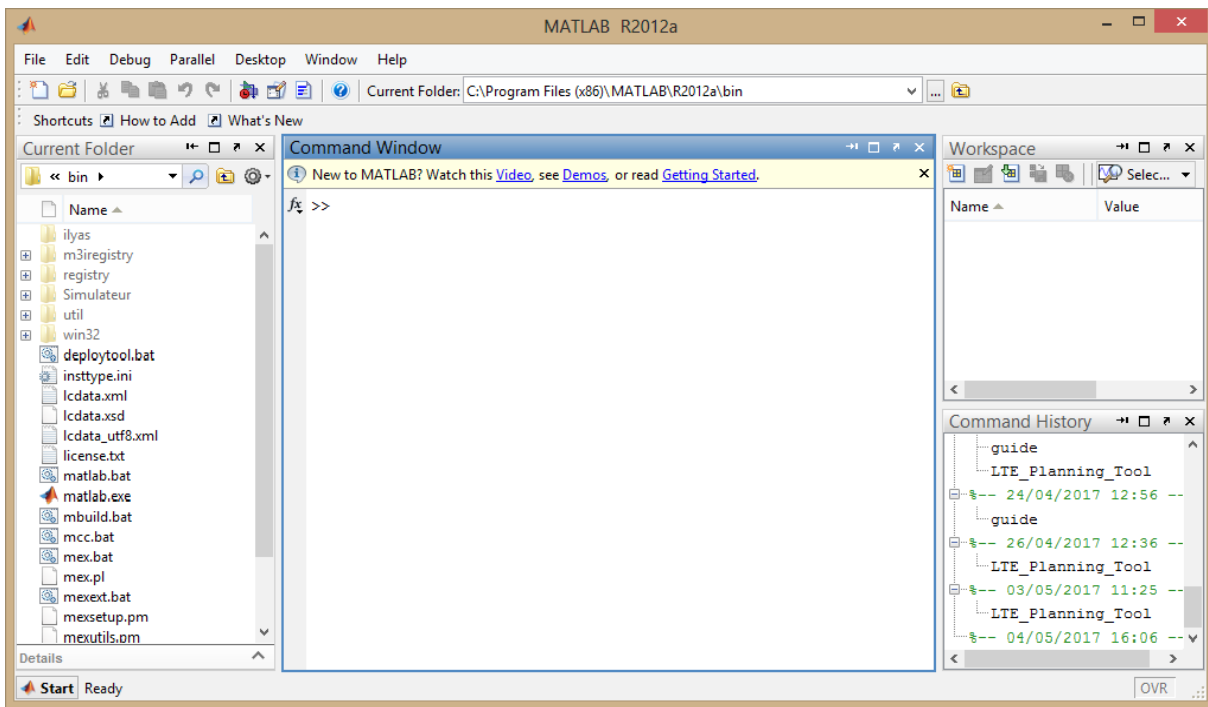 MATLAB R2012a
File Edit Debug Parallel Desktop Window Help
Current Folder: C:\Program Files (x86)\MATLAB\R2012a\bin ...
Shortcuts How to Add What's New
Current Folder
« bin
Name
ilyas
m3iregistry
registry
Simulateur
util
win32
deploytool.bat
insttype.ini
lcdata.xml
lcdata.xsd
lcdata_utf8.xml
license.txt
matlab.bat
matlab.exe
mbuild.bat
mcc.bat
mex.bat
mex.pl
mexext.bat
mexsetup.pm
mexutils.pm
Details
Command Window
New to MATLAB? Watch this Video, see Demos, or read Getting Started.
fx >>
Workspace
Selec...
Name Value
Command History
guide
LTE_Planning_Tool
%-- 24/04/2017 12:56 --
guide
%-- 26/04/2017 12:36 --
LTE_Planning_Tool
%-- 03/05/2017 11:25 --
LTE_Planning_Tool
%-- 04/05/2017 16:06 --
Start Ready
OVR